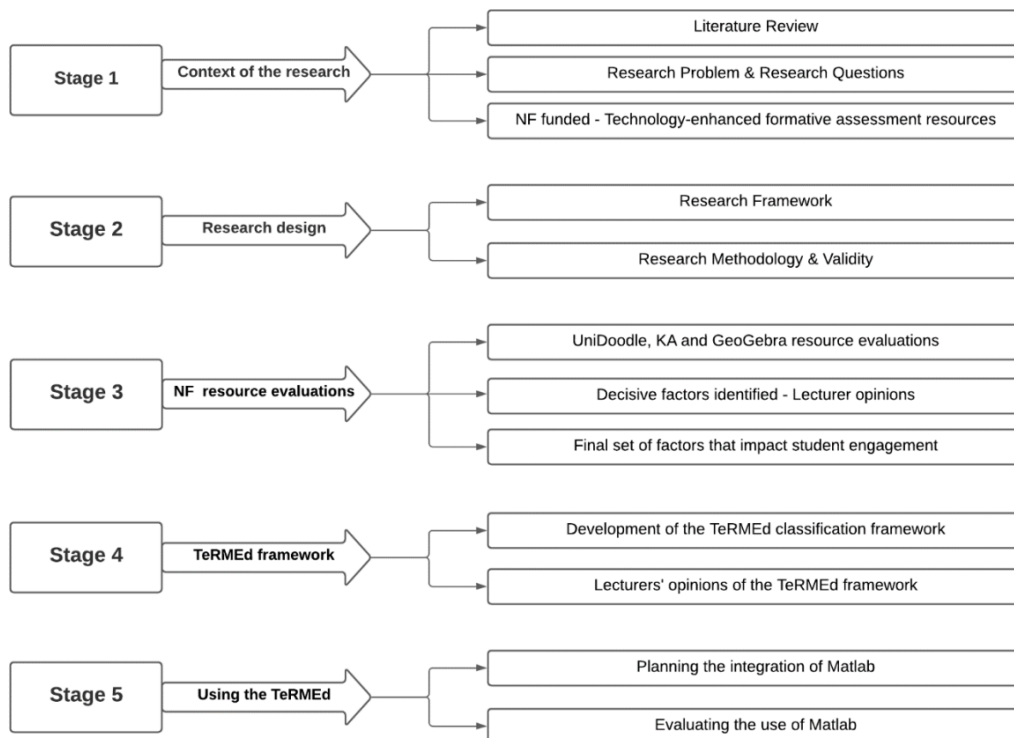 Stage 1
Context of the research
Literature Review
Research Problem & Research Questions
NF funded - Technology-enhanced formative assessment resources
Stage 2
Research design
Research Framework
Research Methodology & Validity
Stage 3
NF resource evaluations
UniDoodle, KA and GeoGebra resource evaluations
Decisive factors identified - Lecturer opinions
Final set of factors that impact student engagement
Stage 4
TeRMEd framework
Development of the TeRMEd classification framework
Lecturers' opinions of the TeRMEd framework
Stage 5
Using the TeRMEd
Planning the integration of Matlab
Evaluating the use of Matlab